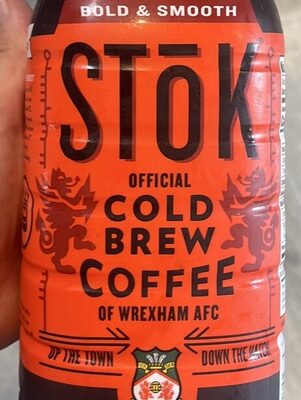 BOLD & SMOOTH
STōK
OFFICIAL
COLD
BREW
COFFEE
OF WREXHAM AFC
UP THE TOWN
DOWN THE HATCH